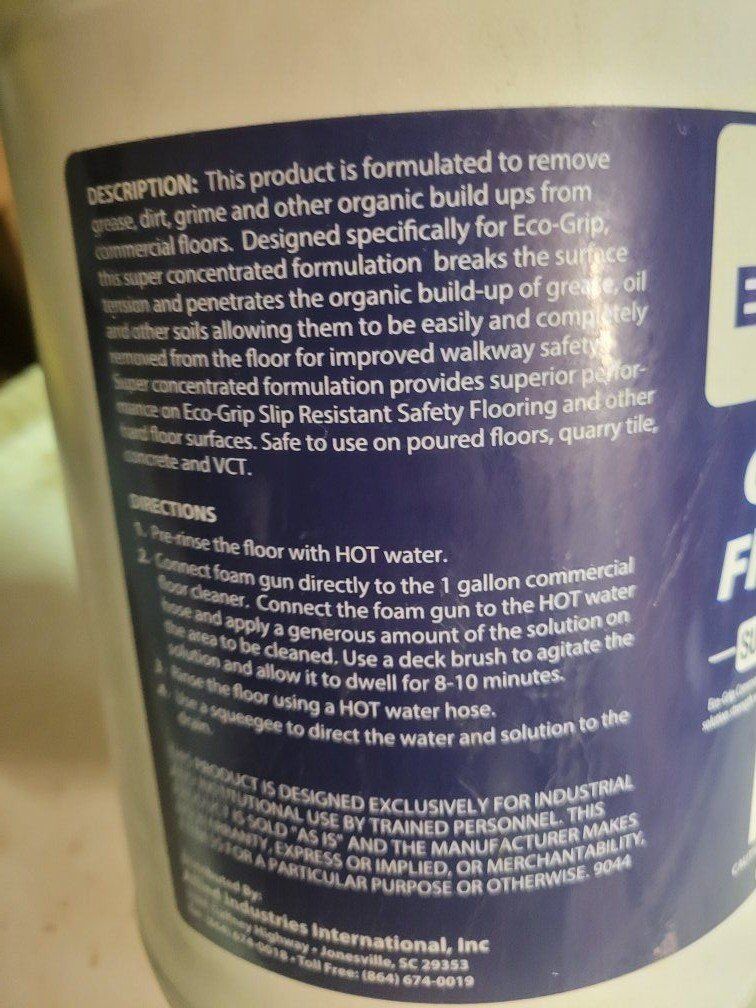 DESCRIPTION: This product is formulated to remove
grease, dirt, grime and other organic build ups from
commercial floors. Designed specifically for Eco-Grip,
this super concentrated formulation breaks the surface
tension and penetrates the organic build-up of grease, oil
and other soils allowing them to be easily and completely
removed from the floor for improved walkway safety.
Super concentrated formulation provides superior perfor-
mance on Eco-Grip Slip Resistant Safety Flooring and other
hard floor surfaces. Safe to use on poured floors, quarry tile,
concrete and VCT.
DIRECTIONS
1. Pre-rinse the floor with HOT water.
2. Connect foam gun directly to the 1 gallon commercial
floor cleaner. Connect the foam gun to the HOT water
hose and apply a generous amount of the solution on
the area to be cleaned. Use a deck brush to agitate the
solution and allow it to dwell for 8-10 minutes.
3. Rinse the floor using a HOT water hose.
4. Use a squeegee to direct the water and solution to the
drain.
PRODUCT IS DESIGNED EXCLUSIVELY FOR INDUSTRIAL
INSTITUTIONAL USE BY TRAINED PERSONNEL. THIS
IS SOLD "AS IS" AND THE MANUFACTURER MAKES
WARRANTY, EXPRESS OR IMPLIED, OR MERCHANTABILITY,
FOR A PARTICULAR PURPOSE OR OTHERWISE. 9044
By:
Industries International, Inc
Highway • Jonesville, SC 29353
Toll Free: (864) 674-0019